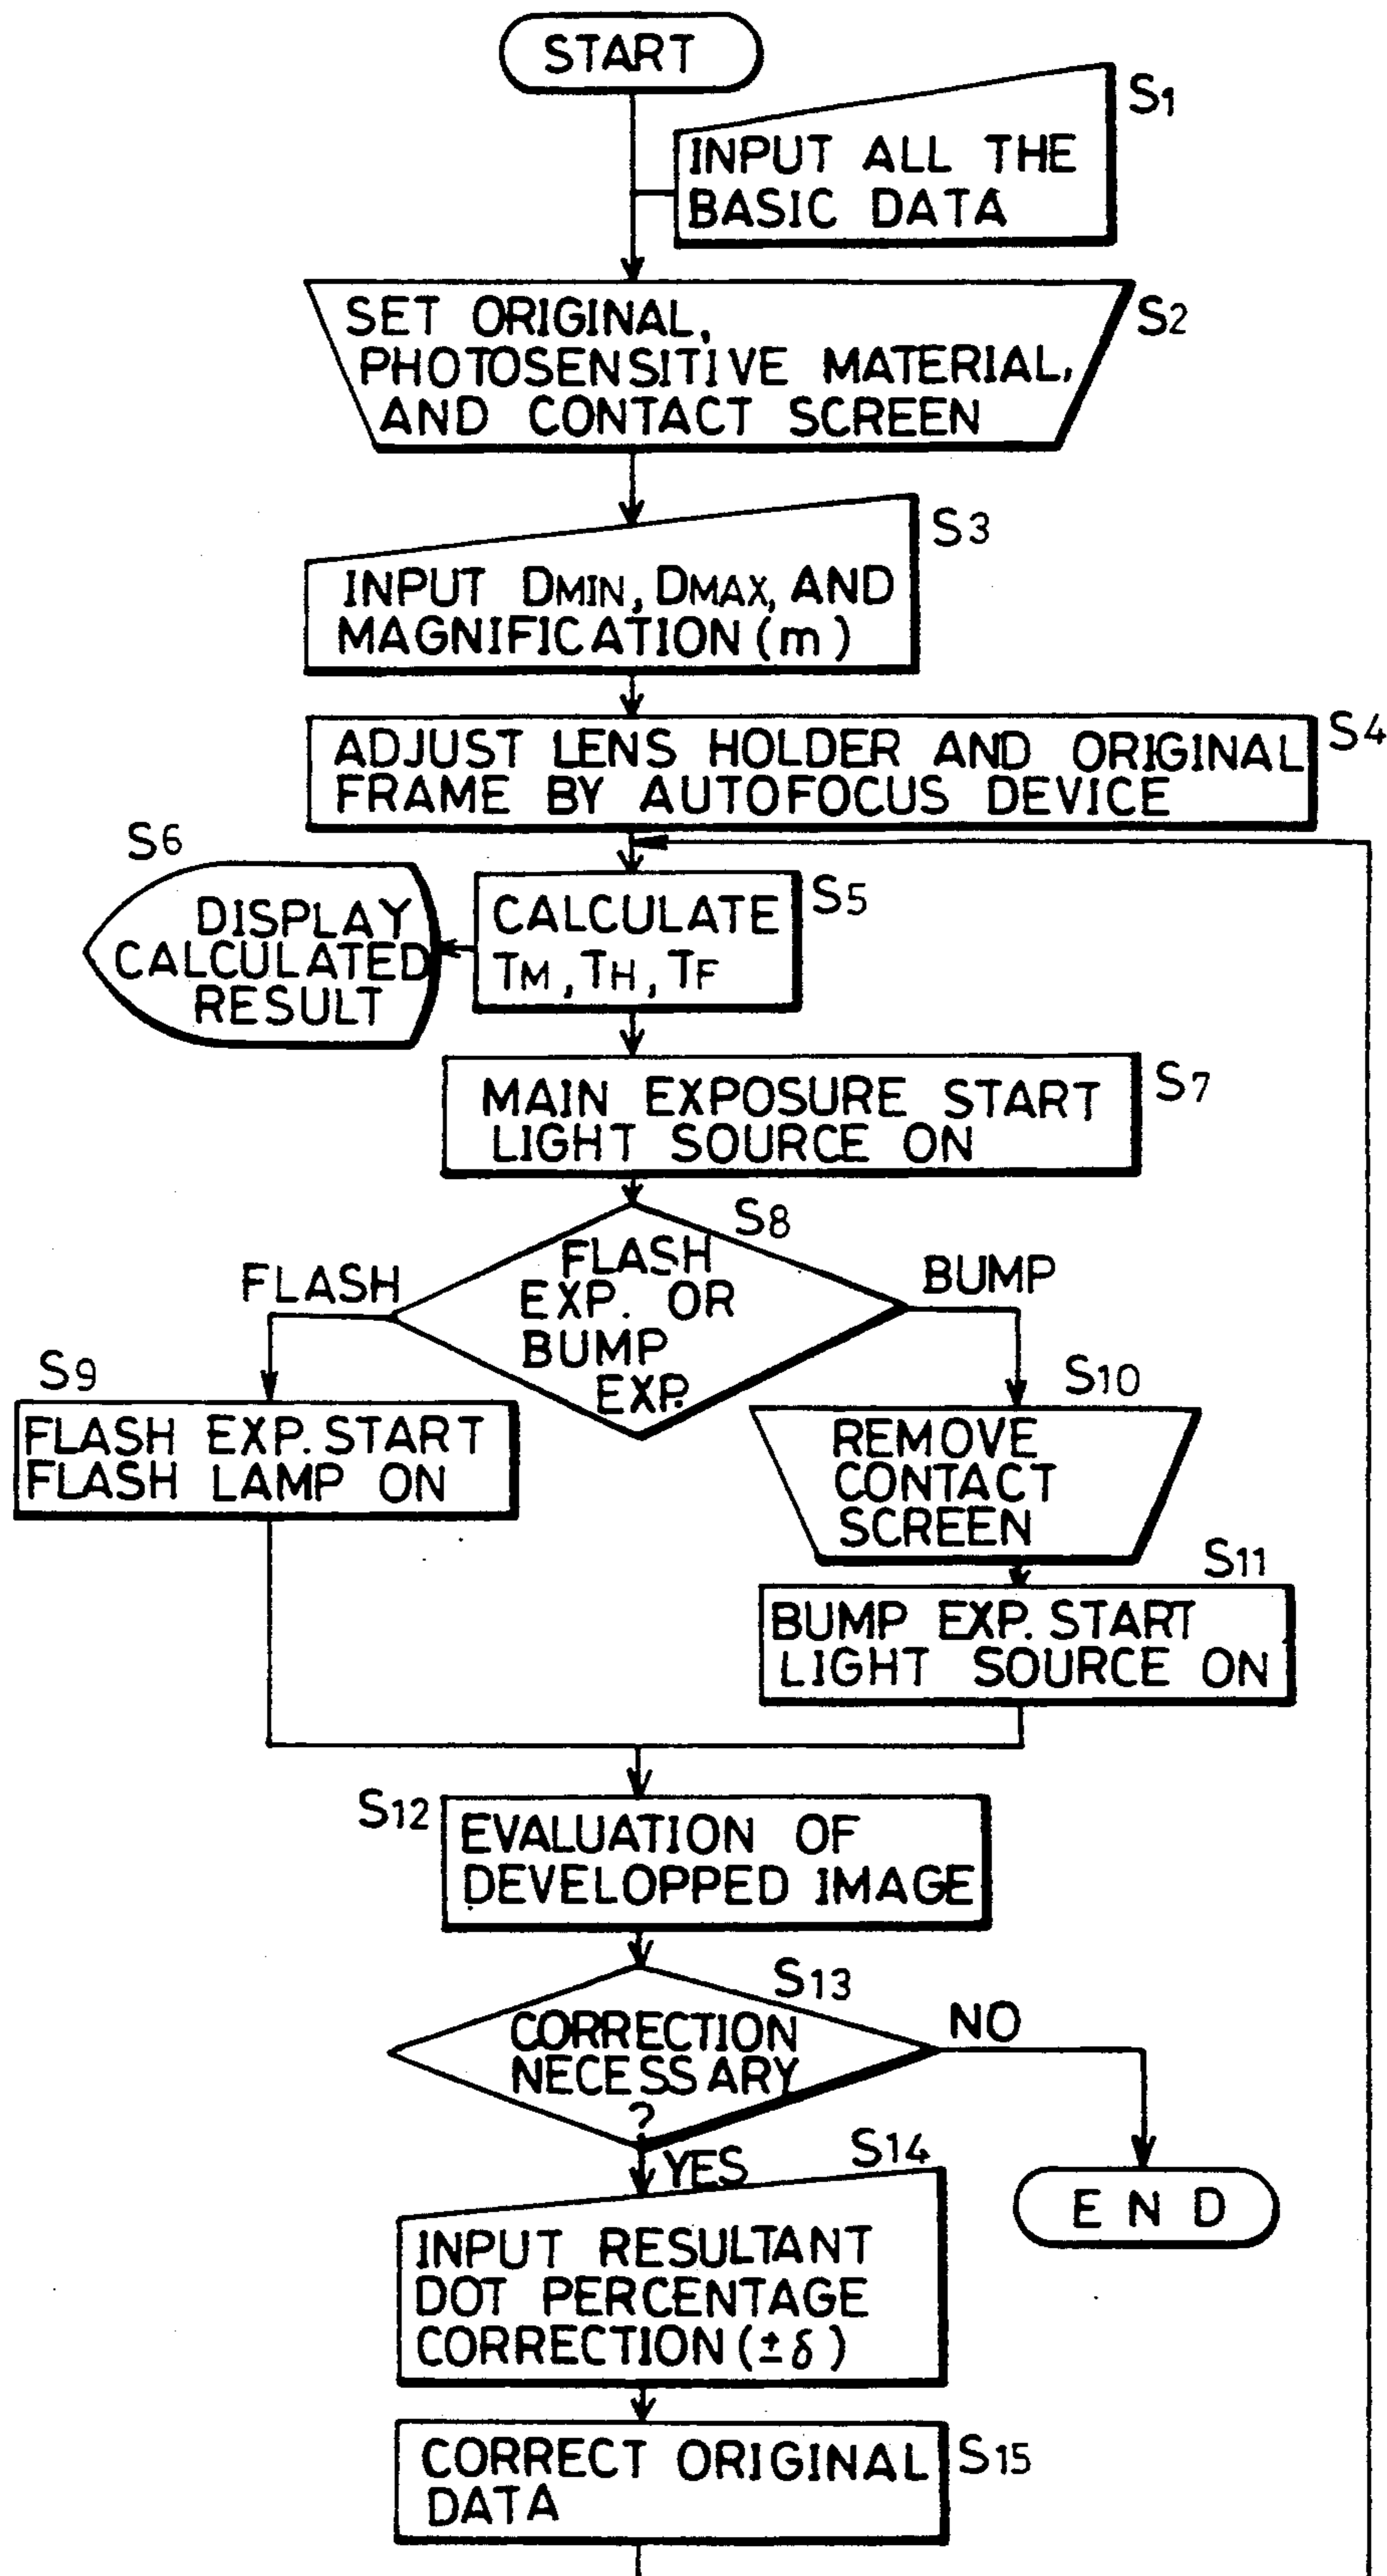 START
S1
INPUT ALL THE
BASIC DATA
SET ORIGINAL,
PHOTOSENSITIVE MATERIAL,
AND CONTACT SCREEN
S2
S3
INPUT DMIN, DMAX, AND
MAGNIFICATION (m)
ADJUST LENS HOLDER AND ORIGINAL
FRAME BY AUTOFOCUS DEVICE
S4
S6
DISPLAY
CALCULATED
RESULT
CALCULATE
TM, TH, TF
S5
MAIN EXPOSURE START
LIGHT SOURCE ON
S7
S8
FLASH
EXP. OR
BUMP
EXP.
FLASH
BUMP
S9
FLASH EXP. START
FLASH LAMP ON
S10
REMOVE
CONTACT
SCREEN
S11
BUMP EXP. START
LIGHT SOURCE ON
S12
EVALUATION OF
DEVELOPPED IMAGE
S13
CORRECTION
NECESSARY
?
NO
YES
END
S14
INPUT RESULTANT
DOT PERCENTAGE
CORRECTION (±δ)
CORRECT ORIGINAL
DATA
S15